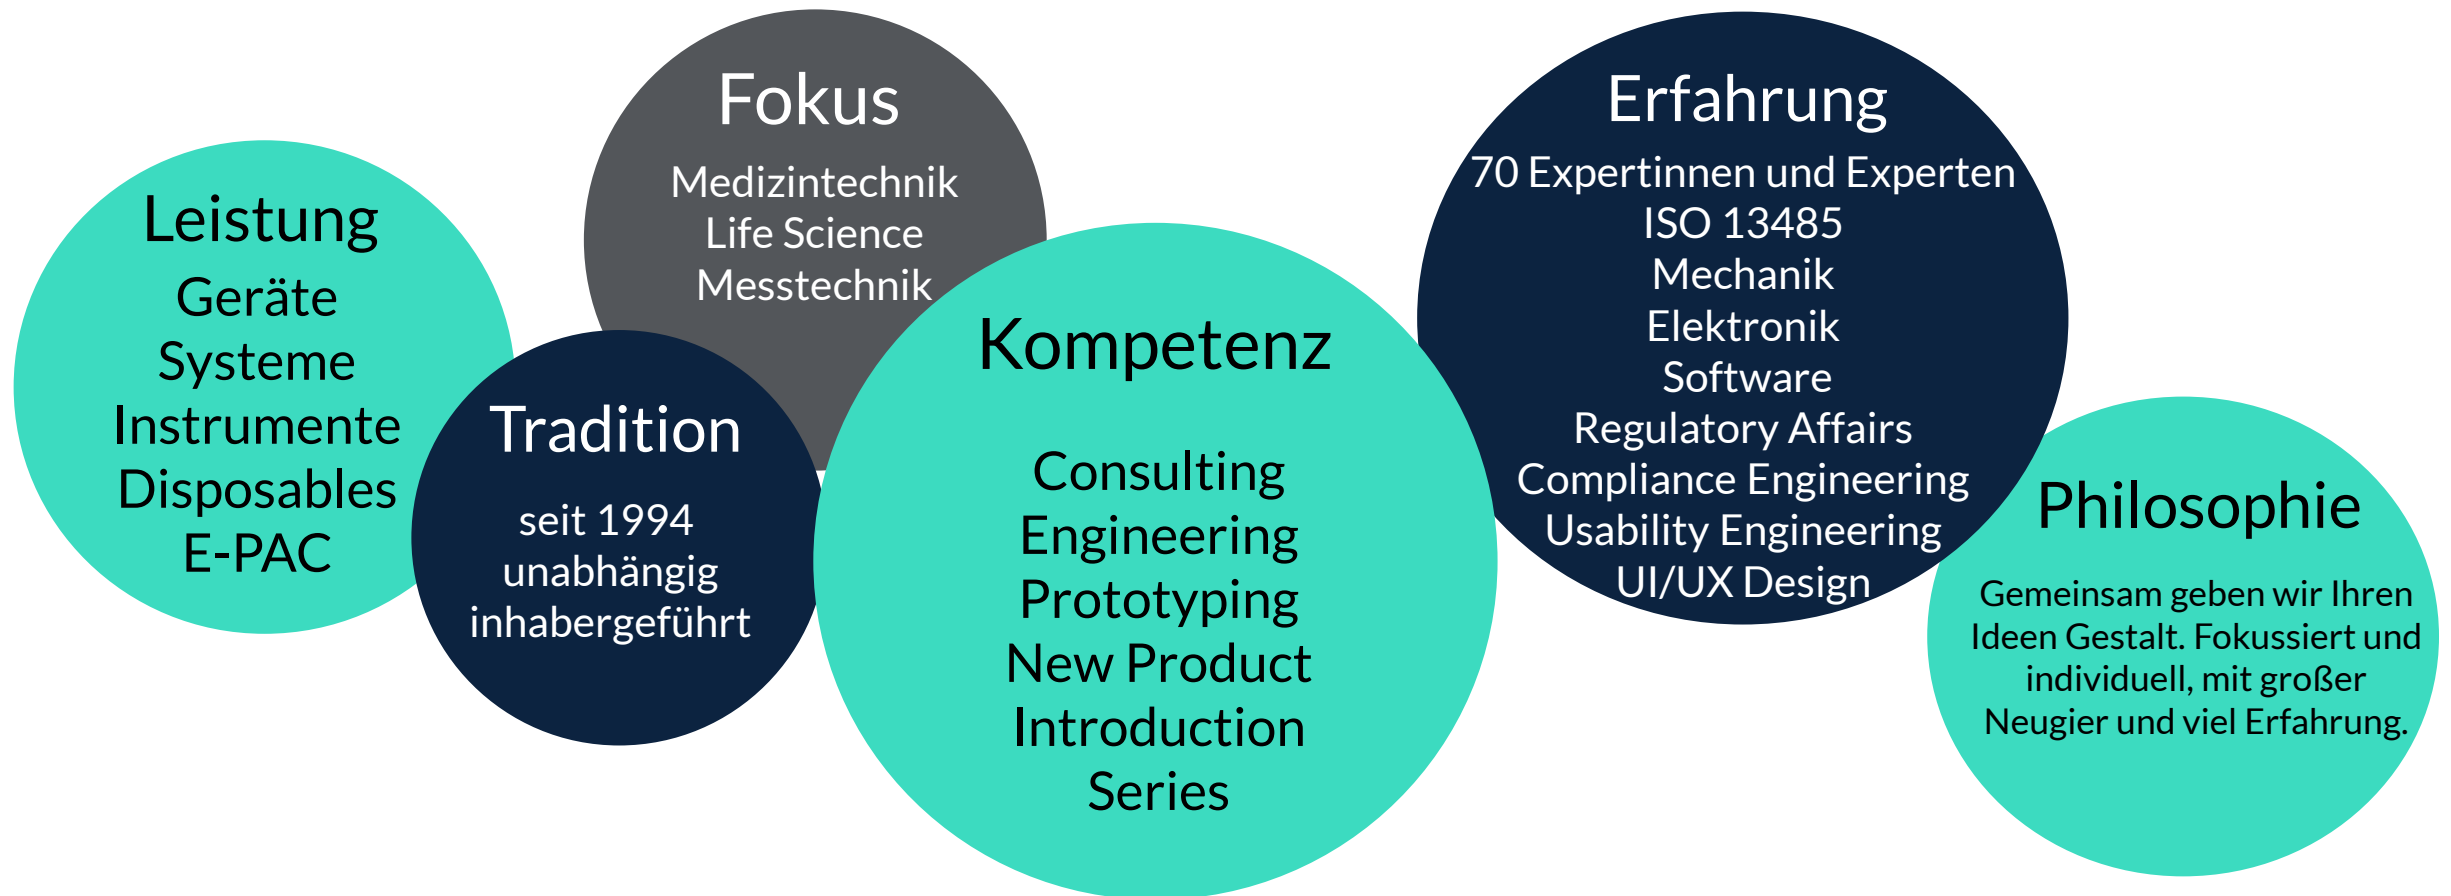 Leistung
Geräte
Systeme
Instrumente
Disposables
E-PAC
Fokus
Medizintechnik
Life Science
Messtechnik
Tradition
seit 1994
unabhängig
inhabergeführt
Kompetenz
Consulting
Engineering
Prototyping
New Product
Introduction
Series
Erfahrung
70 Expertinnen und Experten
ISO 13485
Mechanik
Elektronik
Software
Regulatory Affairs
Compliance Engineering
Usability Engineering
UI/UX Design
Philosophie
Gemeinsam geben wir Ihren
Ideen Gestalt. Fokussiert und
individuell, mit großer
Neugier und viel Erfahrung.